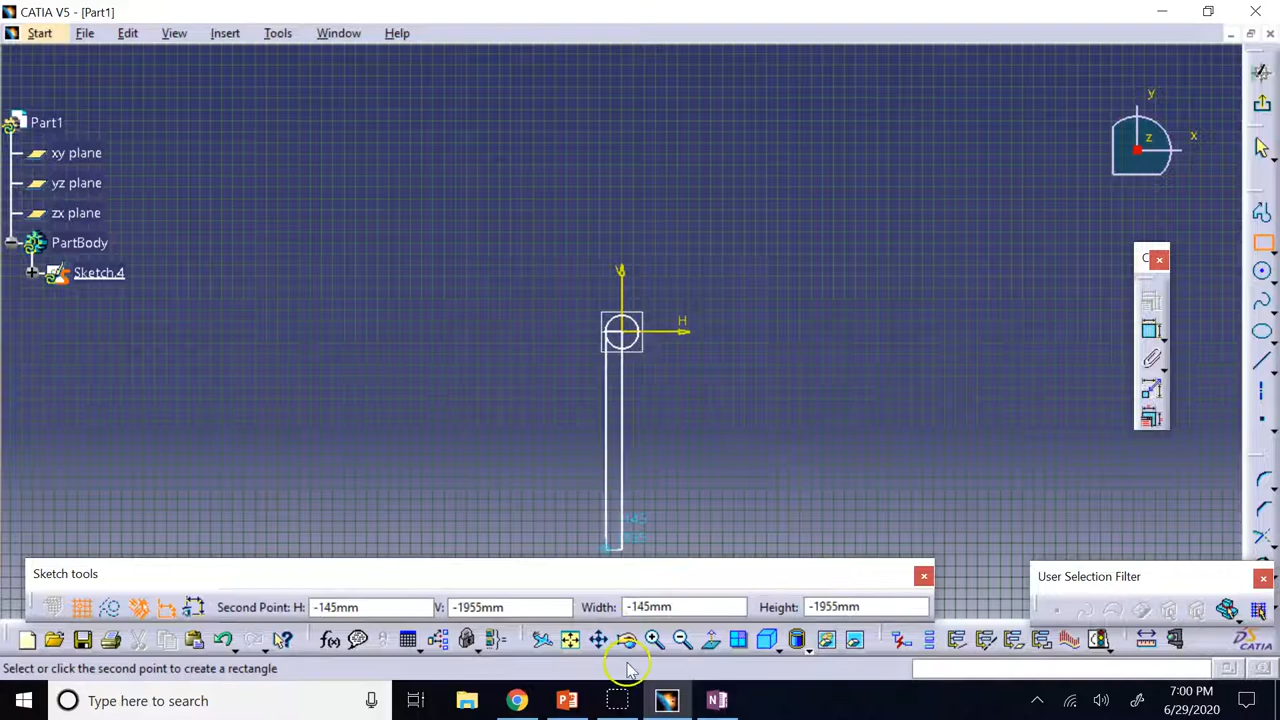 CATIA V5 - [Part1]
Start File Edit View Insert Tools Window Help
Part1
xy plane
yz plane
zx plane
PartBody
Sketch.4
y
x
z
V
H
145
C
Sketch tools
Second Point: H: -145mm V: -1955mm Width: -145mm Height: -1955mm
User Selection Filter
f(x)
CATIA
Select or click the second point to create a rectangle
Type here to search
7:00 PM
6/29/2020